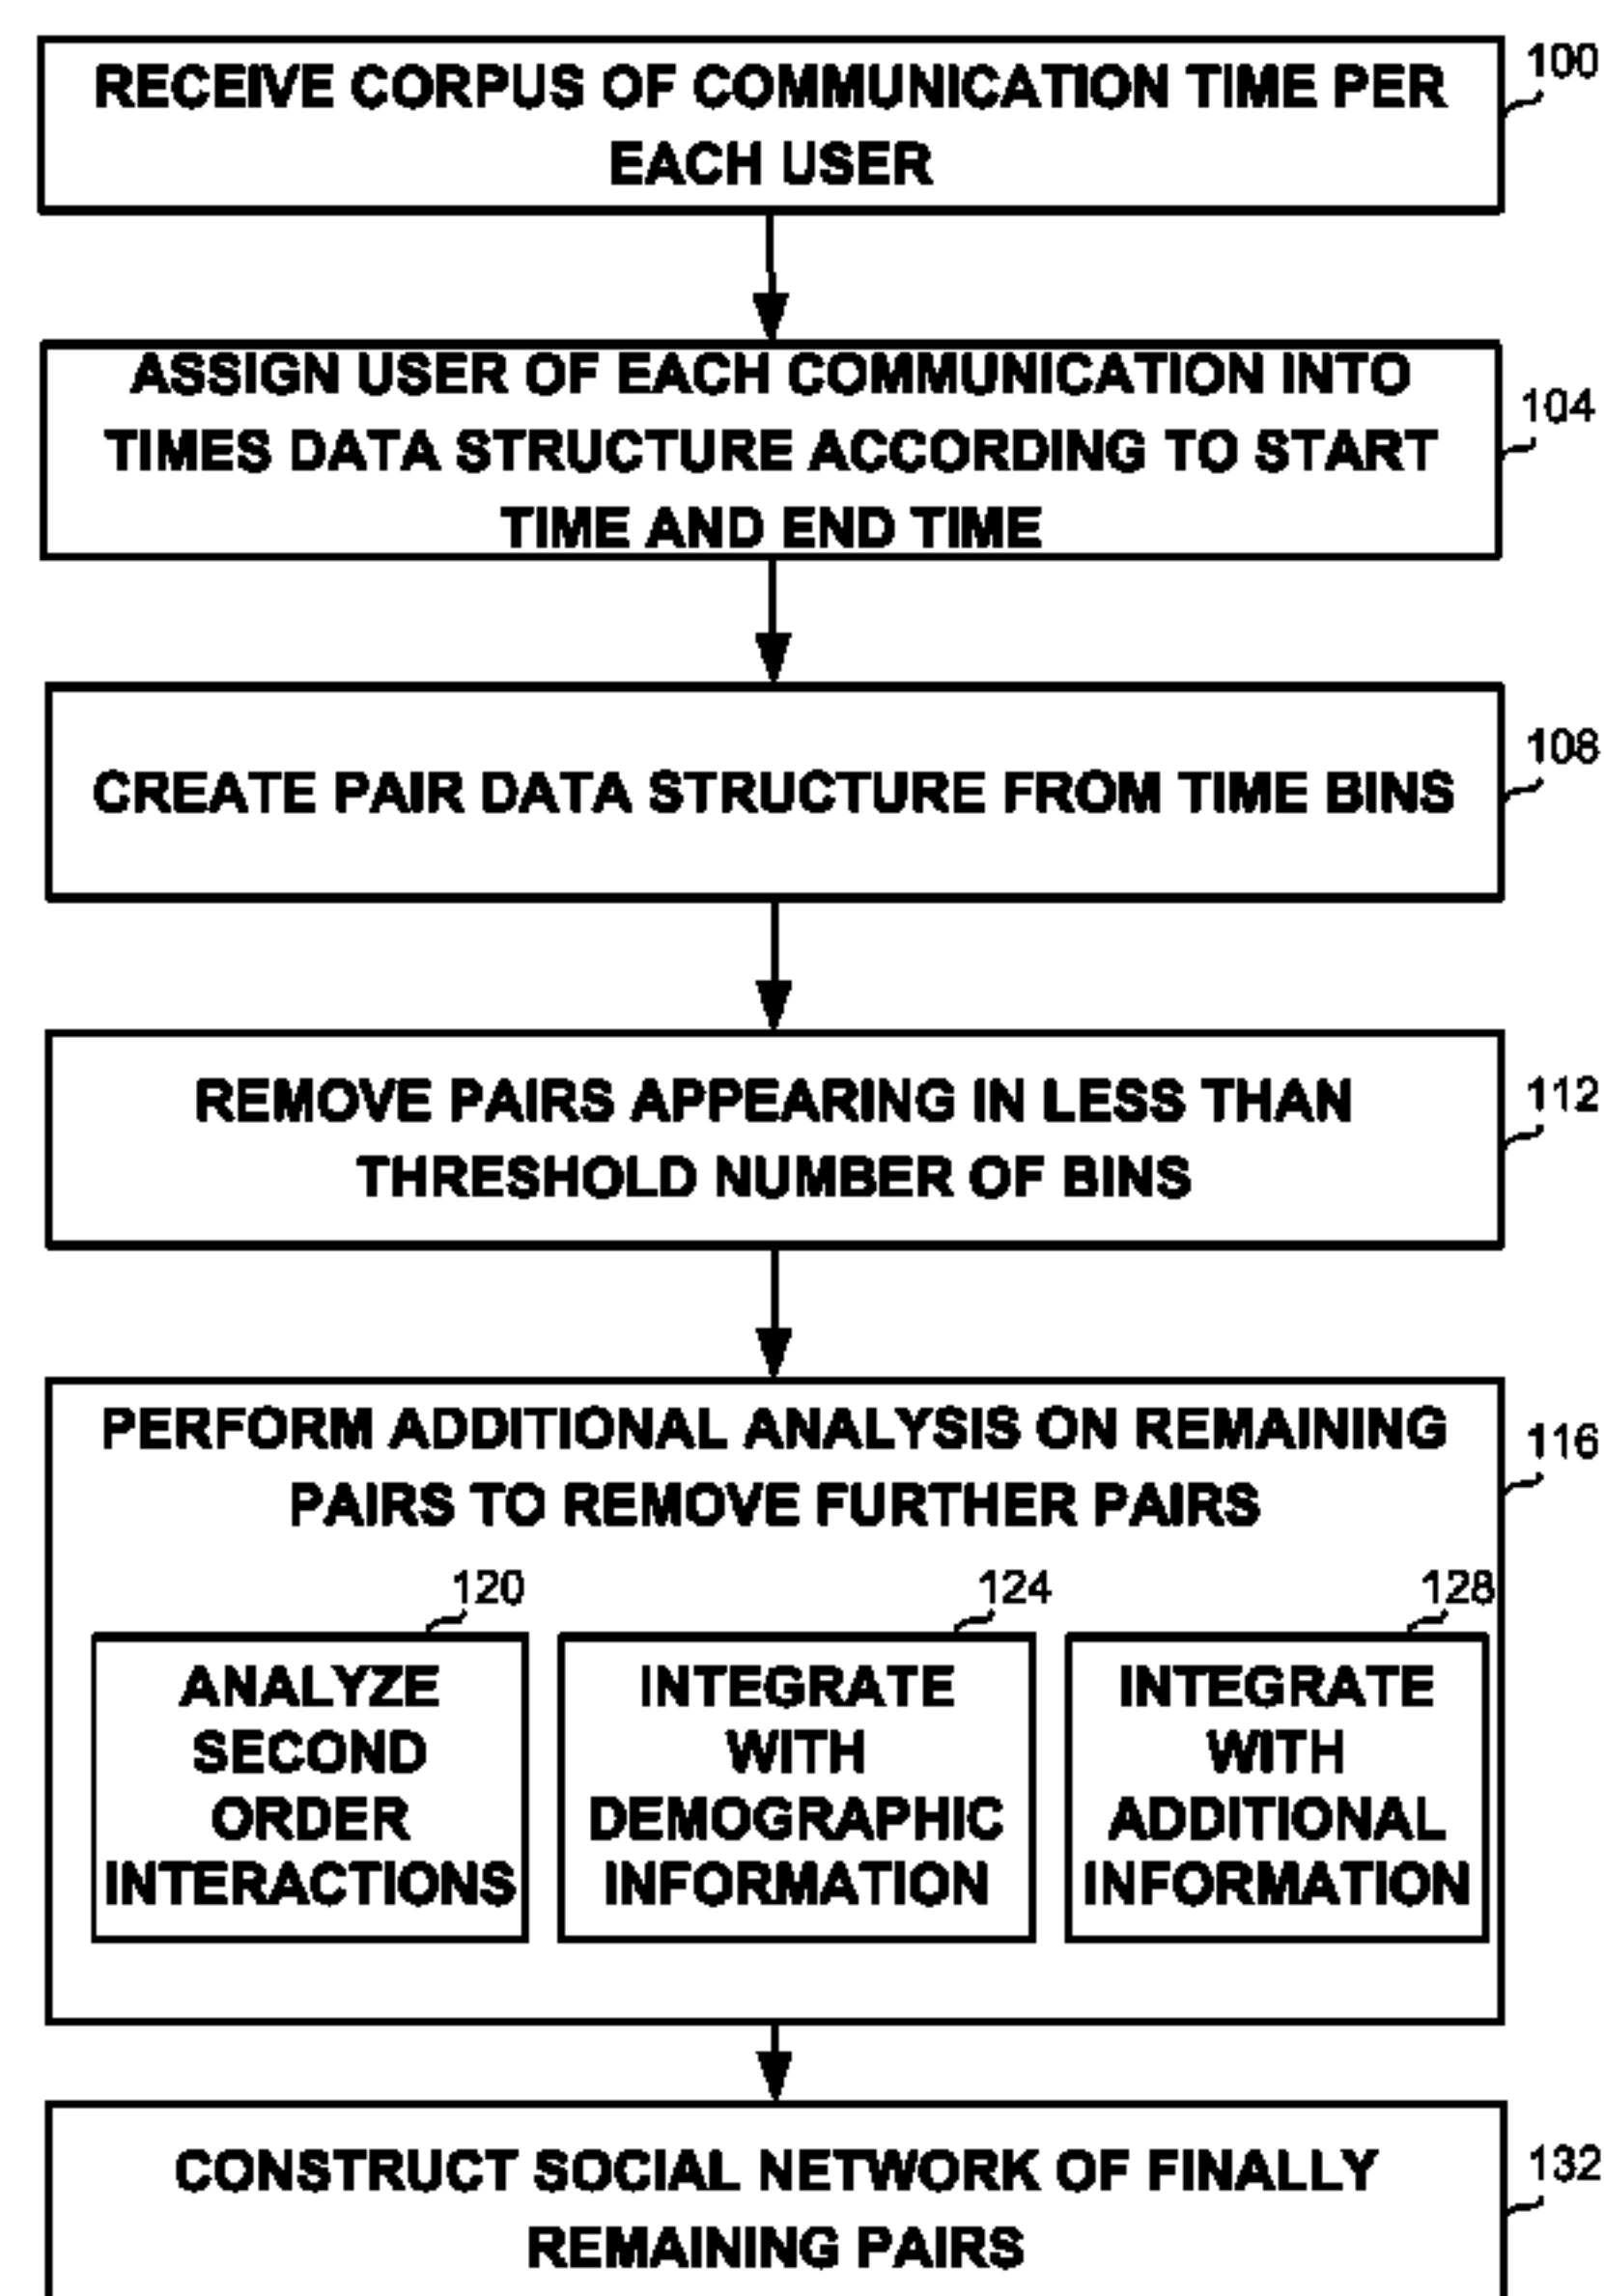 100
RECEIVE CORPUS OF COMMUNICATION TIME PER
EACH USER
104
ASSIGN USER OF EACH COMMUNICATION INTO
TIMES DATA STRUCTURE ACCORDING TO START
TIME AND END TIME
108
CREATE PAIR DATA STRUCTURE FROM TIME BINS
112
REMOVE PAIRS APPEARING IN LESS THAN
THRESHOLD NUMBER OF BINS
116
PERFORM ADDITIONAL ANALYSIS ON REMAINING
PAIRS TO REMOVE FURTHER PAIRS
120
ANALYZE
SECOND
ORDER
INTERACTIONS
124
INTEGRATE
WITH
DEMOGRAPHIC
INFORMATION
128
INTEGRATE
WITH
ADDITIONAL
INFORMATION
132
CONSTRUCT SOCIAL NETWORK OF FINALLY
REMAINING PAIRS